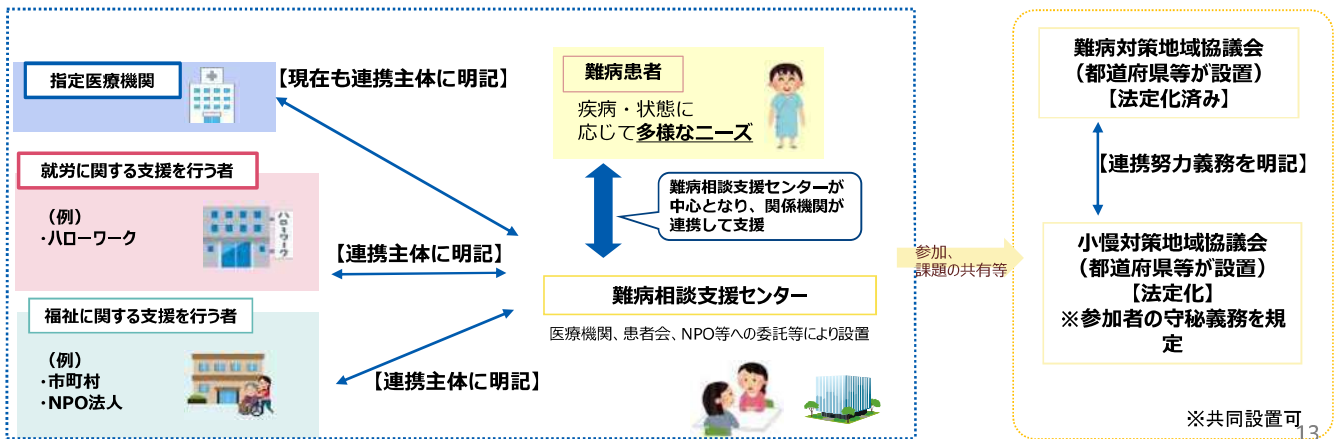 指定医療機関
【現在も連携主体に明記】
就労に関する支援を行う者
（例）
・ハローワーク
ハローワーク
【連携主体に明記】
福祉に関する支援を行う者
（例）
・市町村
・NPO法人
【連携主体に明記】
難病患者
疾病・状態に
応じて多様なニーズ
難病相談支援センターが
中心となり、関係機関が
連携して支援
難病相談支援センター
医療機関、患者会、NPO等への委託等により設置
参加、
課題の共有等
難病対策地域協議会
（都道府県等が設置）
【法定化済み】
【連携努力義務を明記】
小慢対策地域協議会
（都道府県等が設置）
【法定化】
※参加者の守秘義務を規
定
※共同設置可
13